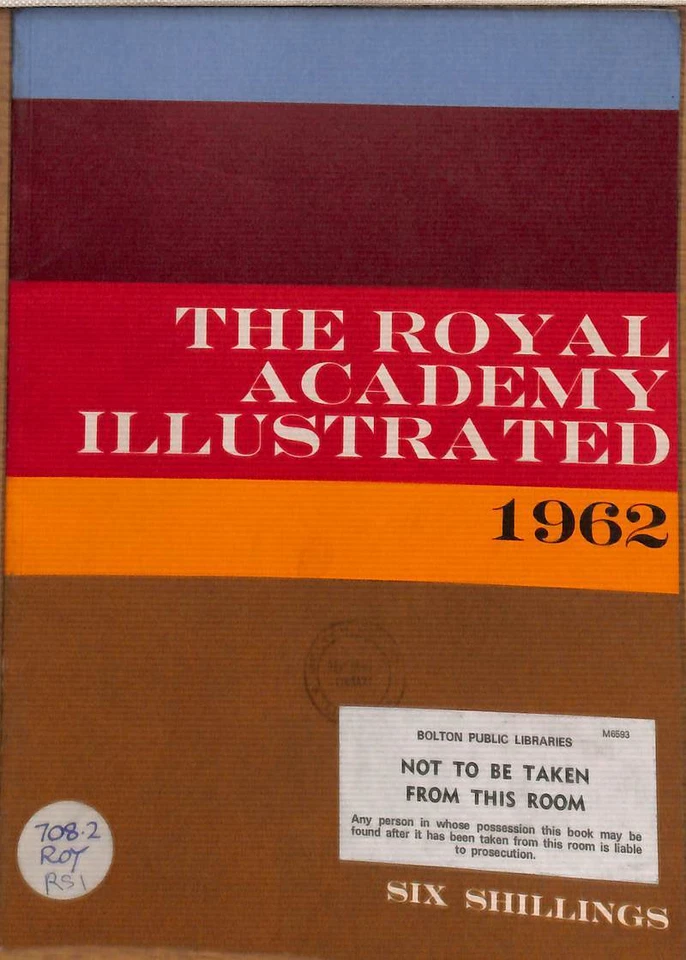 THE ROYAL
ACADEMY
ILLUSTRATED
1962
BOLTON PUBLIC LIBRARIES M6593
NOT TO BE TAKEN
FROM THIS ROOM
Any person in whose possession this book may be
found after it has been taken from this room is liable
to prosecution.
708.2
ROY
RS1
SIX SHILLINGS